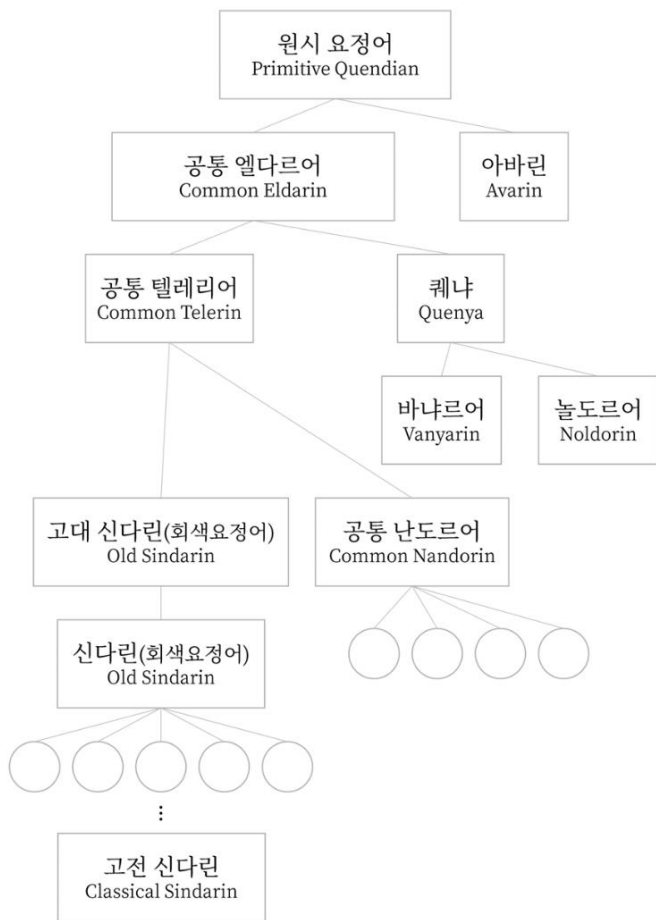 원시 요정어
Primitive Quendian
공통 엘다르어
Common Eldarin
아바린
Avarin
공통 텔레리어
Common Telerin
퀘냐
Quenya
바냐르어
Vanyarin
놀도르어
Noldorin
고대 신다린(회색요정어)
Old Sindarin
공통 난도르어
Common Nandorin
신다린(회색요정어)
Old Sindarin
고전 신다린
Classical Sindarin